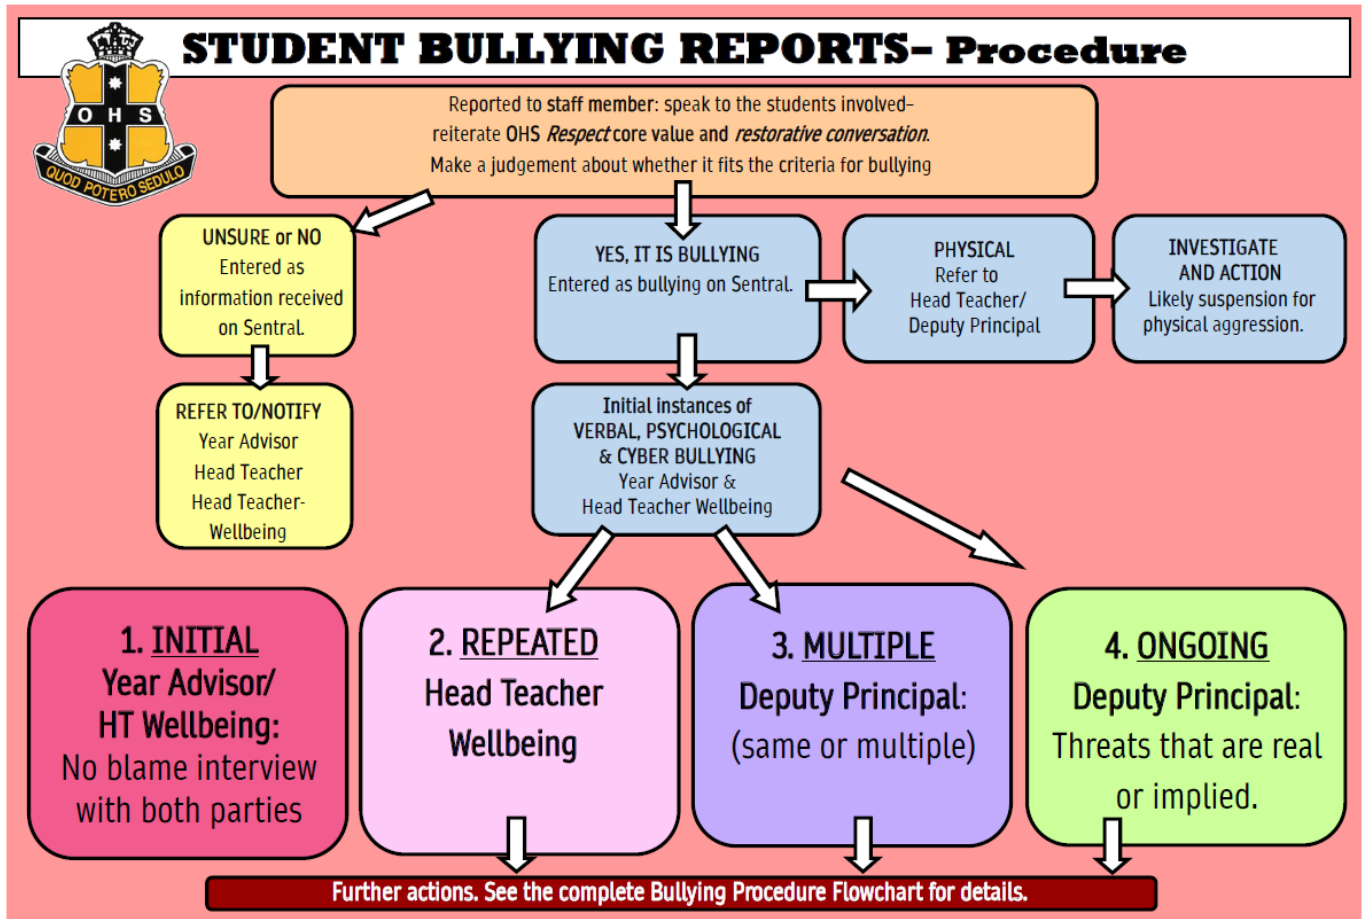 STUDENT BULLYING REPORTS– Procedure
O H S
QUOD POTERO SEDULO
Reported to staff member: speak to the students involved–
reiterate OHS Respect core value and restorative conversation.
Make a judgement about whether it fits the criteria for bullying
UNSURE or NO
Entered as
information received
on Sentral.
YES, IT IS BULLYING
Entered as bullying on Sentral.
PHYSICAL
Refer to
Head Teacher/
Deputy Principal
INVESTIGATE
AND ACTION
Likely suspension for
physical aggression.
REFER TO/NOTIFY
Year Advisor
Head Teacher
Head Teacher-
Wellbeing
Initial instances of
VERBAL, PSYCHOLOGICAL
& CYBER BULLYING
Year Advisor &
Head Teacher Wellbeing
1. INITIAL
Year Advisor/
HT Wellbeing:
No blame interview
with both parties
2. REPEATED
Head Teacher
Wellbeing
3. MULTIPLE
Deputy Principal:
(same or multiple)
4. ONGOING
Deputy Principal:
Threats that are real
or implied.
Further actions. See the complete Bullying Procedure Flowchart for details.